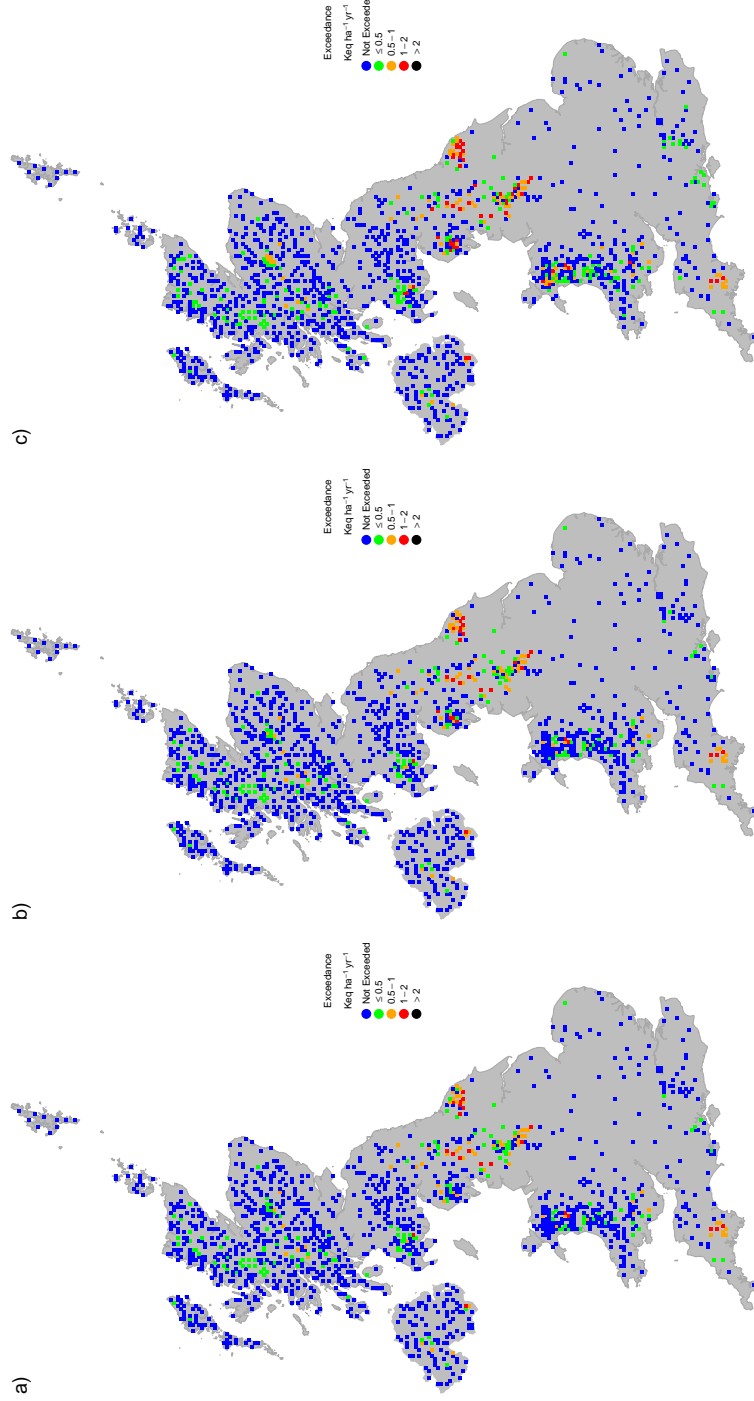 a)
Exceedance
Keq ha⁻¹ yr⁻¹
Not Exceeded
≤ 0.5
0.5 – 1
1 – 2
> 2
b)
Exceedance
Keq ha⁻¹ yr⁻¹
Not Exceeded
≤ 0.5
0.5 – 1
1 – 2
> 2
c)
Exceedance
Keq ha⁻¹ yr⁻¹
Not Exceeded
≤ 0.5
0.5 – 1
1 – 2
> 2